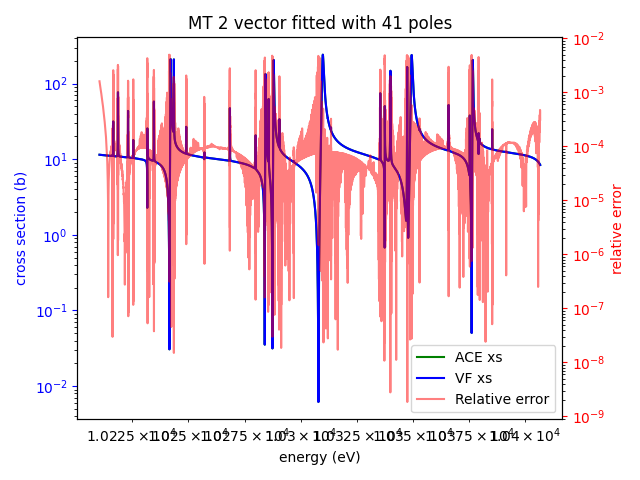 MT 2 vector fitted with 41 poles
cross section (b)
10²
10¹
10⁰
10⁻¹
10⁻²
10⁻²
10⁻³
10⁻⁴
10⁻⁵
10⁻⁶
10⁻⁷
10⁻⁸
10⁻⁹
relative error
ACE xs
VF xs
Relative error
energy (eV)